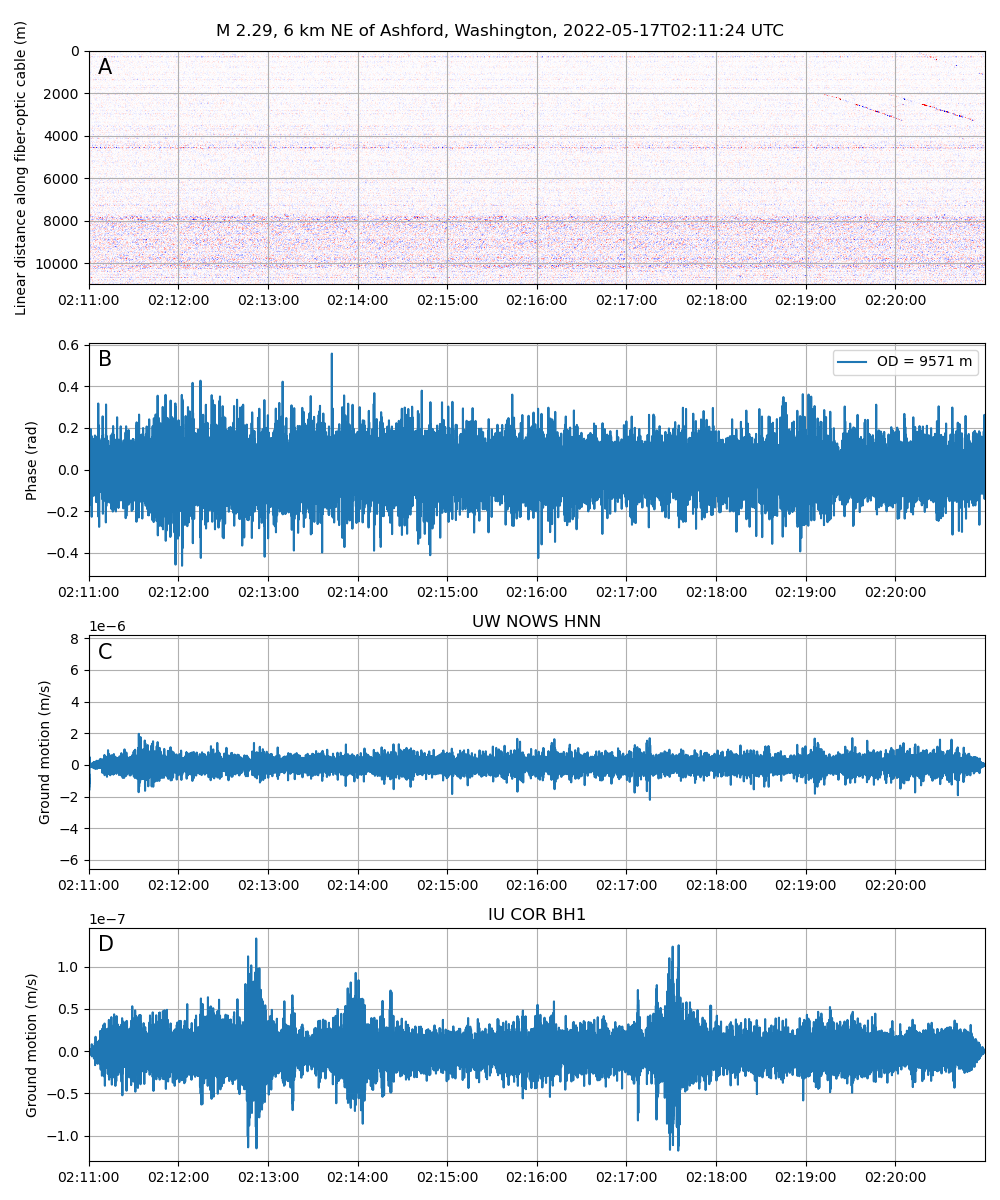 M 2.29, 6 km NE of Ashford, Washington, 2022-05-17T02:11:24 UTC
A
Linear distance along fiber-optic cable (m)
0
2000
4000
6000
8000
10000
02:11:00 02:12:00 02:13:00 02:14:00 02:15:00 02:16:00 02:17:00 02:18:00 02:19:00 02:20:00
B
OD = 9571 m
Phase (rad)
0.6
0.4
0.2
0.0
−0.2
−0.4
02:11:00 02:12:00 02:13:00 02:14:00 02:15:00 02:16:00 02:17:00 02:18:00 02:19:00 02:20:00
UW NOWS HNN
1e−6
C
Ground motion (m/s)
8
6
4
2
0
−2
−4
−6
02:11:00 02:12:00 02:13:00 02:14:00 02:15:00 02:16:00 02:17:00 02:18:00 02:19:00 02:20:00
IU COR BH1
1e−7
D
Ground motion (m/s)
1.0
0.5
0.0
−0.5
−1.0
02:11:00 02:12:00 02:13:00 02:14:00 02:15:00 02:16:00 02:17:00 02:18:00 02:19:00 02:20:00